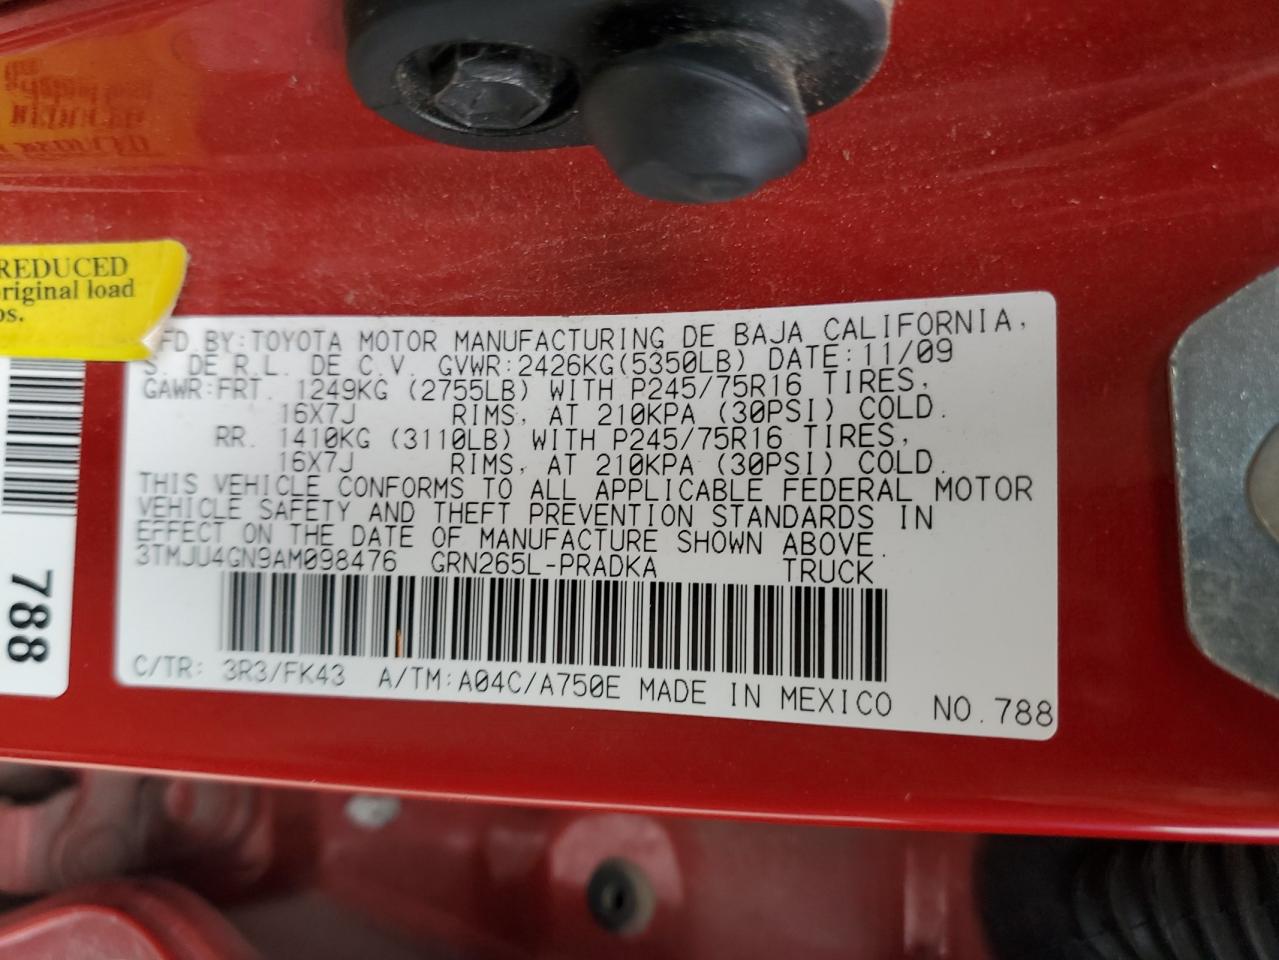 REDUCED
original load
MFD BY:TOYOTA MOTOR MANUFACTURING DE BAJA CALIFORNIA,
S. DE R.L. DE C.V. GVWR:2426KG(5350LB) DATE:11/09
GAWR:FRT. 1249KG (2755LB) WITH P245/75R16 TIRES,
16X7J RIMS, AT 210KPA (30PSI) COLD.
RR. 1410KG (3110LB) WITH P245/75R16 TIRES,
16X7J RIMS, AT 210KPA (30PSI) COLD.
THIS VEHICLE CONFORMS TO ALL APPLICABLE FEDERAL MOTOR
VEHICLE SAFETY AND THEFT PREVENTION STANDARDS IN
EFFECT ON THE DATE OF MANUFACTURE SHOWN ABOVE.
3TMJU4GN9AM098476 GRN265L-PRADKA TRUCK
C/TR: 3R3/FK43 A/TM:A04C/A750E MADE IN MEXICO NO.788
788